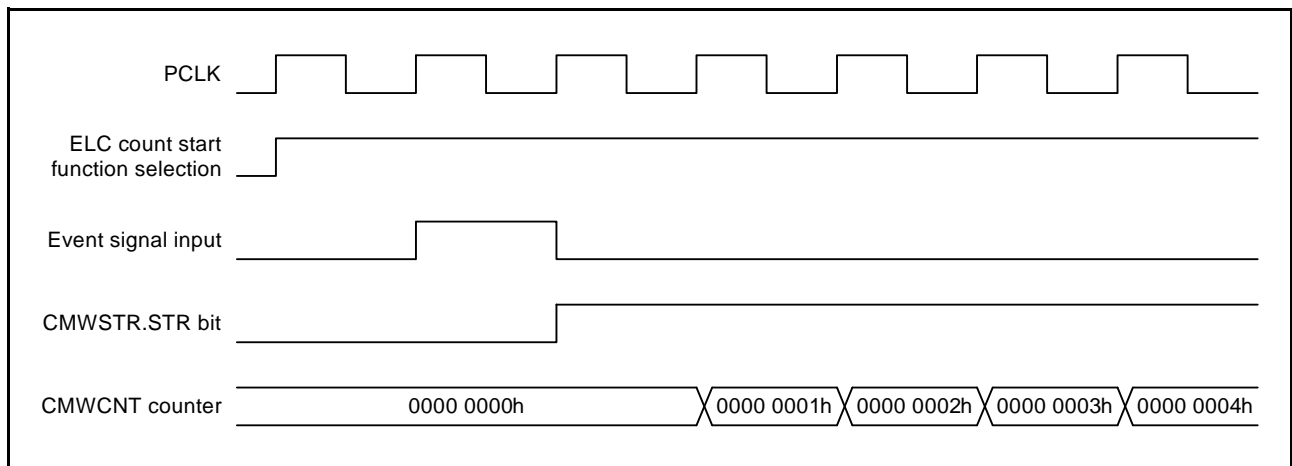 PCLK
ELC count start
function selection
Event signal input
CMWSTR.STR bit
CMWCNT counter 0000 0000h 0000 0001h 0000 0002h 0000 0003h 0000 0004h